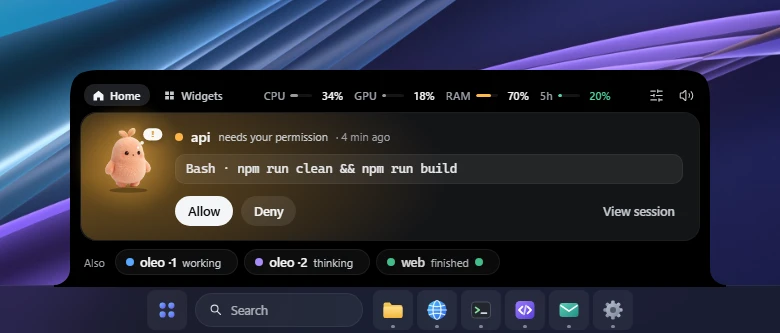 Home Widgets CPU 34% GPU 18% RAM 70% 5h 20%
!
api needs your permission · 4 min ago
Bash · npm run clean && npm run build
Allow Deny View session
Also oleo ·1 working oleo ·2 thinking web finished
Search